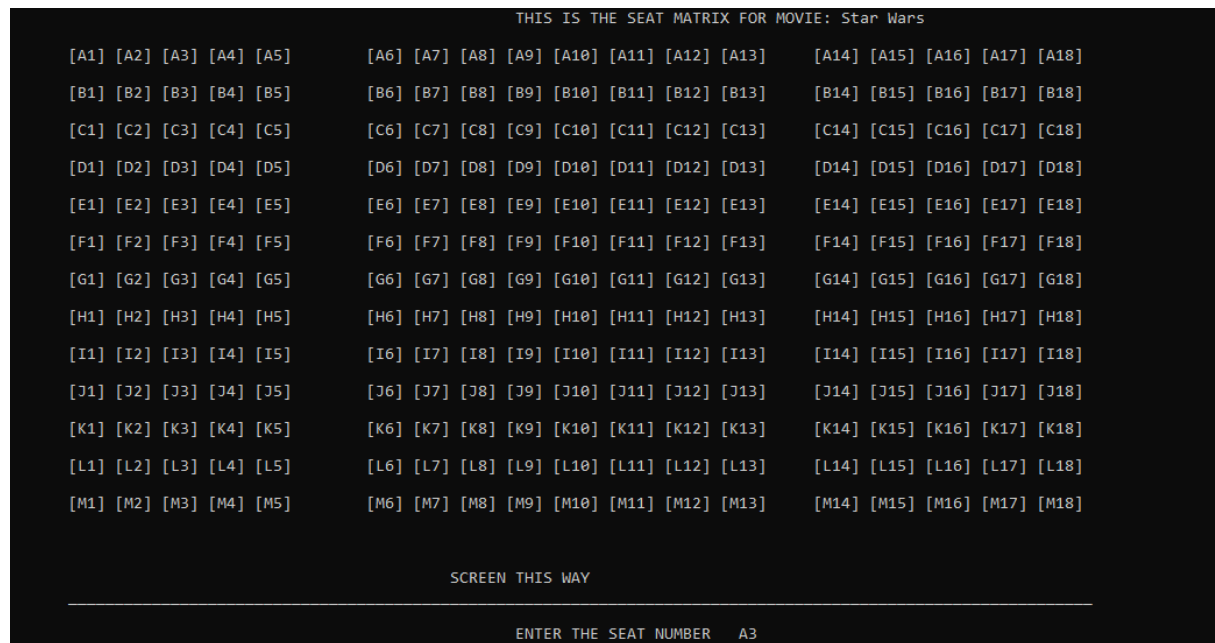 THIS IS THE SEAT MATRIX FOR MOVIE: Star Wars
[A1] [A2] [A3] [A4] [A5] [A6] [A7] [A8] [A9] [A10] [A11] [A12] [A13] [A14] [A15] [A16] [A17] [A18]
[B1] [B2] [B3] [B4] [B5] [B6] [B7] [B8] [B9] [B10] [B11] [B12] [B13] [B14] [B15] [B16] [B17] [B18]
[C1] [C2] [C3] [C4] [C5] [C6] [C7] [C8] [C9] [C10] [C11] [C12] [C13] [C14] [C15] [C16] [C17] [C18]
[D1] [D2] [D3] [D4] [D5] [D6] [D7] [D8] [D9] [D10] [D11] [D12] [D13] [D14] [D15] [D16] [D17] [D18]
[E1] [E2] [E3] [E4] [E5] [E6] [E7] [E8] [E9] [E10] [E11] [E12] [E13] [E14] [E15] [E16] [E17] [E18]
[F1] [F2] [F3] [F4] [F5] [F6] [F7] [F8] [F9] [F10] [F11] [F12] [F13] [F14] [F15] [F16] [F17] [F18]
[G1] [G2] [G3] [G4] [G5] [G6] [G7] [G8] [G9] [G10] [G11] [G12] [G13] [G14] [G15] [G16] [G17] [G18]
[H1] [H2] [H3] [H4] [H5] [H6] [H7] [H8] [H9] [H10] [H11] [H12] [H13] [H14] [H15] [H16] [H17] [H18]
[I1] [I2] [I3] [I4] [I5] [I6] [I7] [I8] [I9] [I10] [I11] [I12] [I13] [I14] [I15] [I16] [I17] [I18]
[J1] [J2] [J3] [J4] [J5] [J6] [J7] [J8] [J9] [J10] [J11] [J12] [J13] [J14] [J15] [J16] [J17] [J18]
[K1] [K2] [K3] [K4] [K5] [K6] [K7] [K8] [K9] [K10] [K11] [K12] [K13] [K14] [K15] [K16] [K17] [K18]
[L1] [L2] [L3] [L4] [L5] [L6] [L7] [L8] [L9] [L10] [L11] [L12] [L13] [L14] [L15] [L16] [L17] [L18]
[M1] [M2] [M3] [M4] [M5] [M6] [M7] [M8] [M9] [M10] [M11] [M12] [M13] [M14] [M15] [M16] [M17] [M18]
SCREEN THIS WAY
ENTER THE SEAT NUMBER A3